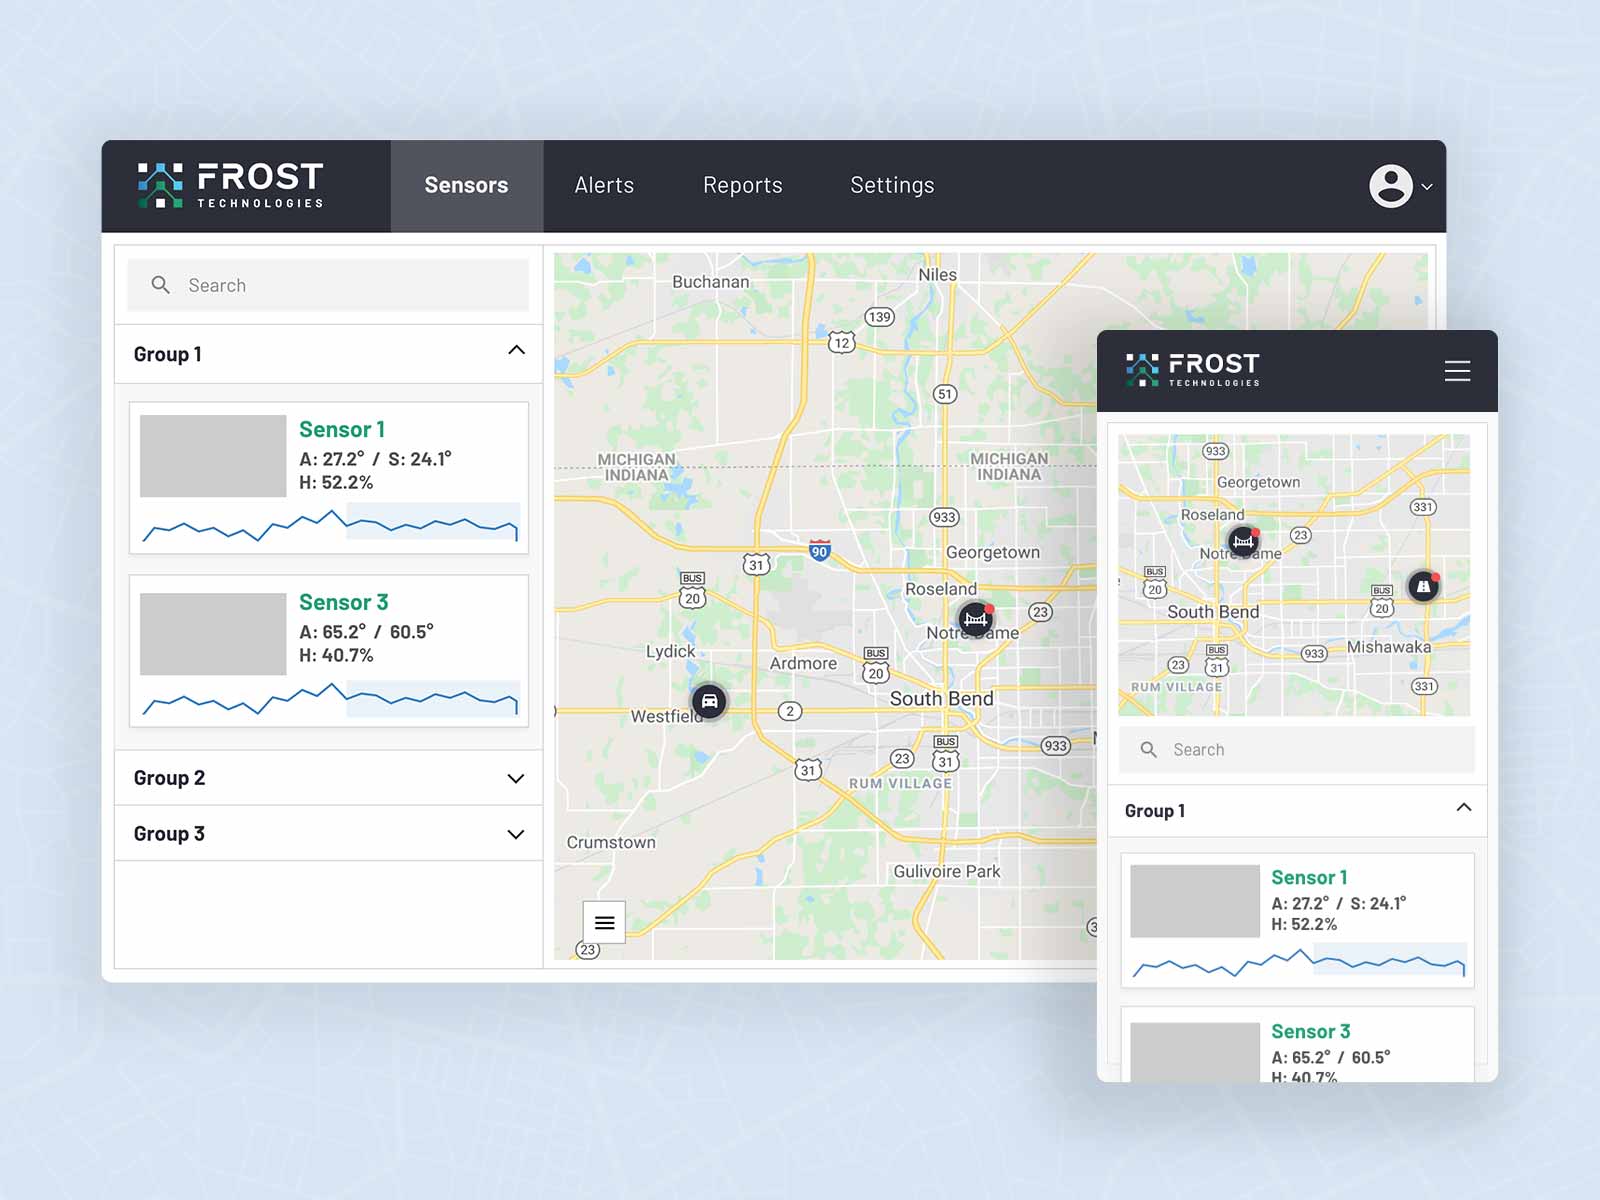 FROST
TECHNOLOGIES
Sensors
Alerts
Reports
Settings
Search
Group 1
Sensor 1
A: 27.2° / S: 24.1°
H: 52.2%
Sensor 3
A: 65.2° / 60.5°
H: 40.7%
Group 2
Group 3
Buchanan
Niles
139
12
51
MICHIGAN
INDIANA
MICHIGAN
INDIANA
933
90
Georgetown
31
BUS
20
Roseland
23
Notre Dame
Lydick
Ardmore
BUS
20
South Bend
Westfield
2
933
BUS
31
23
31
RUM VILLAGE
Crumstown
Gulivoire Park
23
FROST
TECHNOLOGIES
933
Georgetown
331
Roseland
23
Notre Dame
BUS
20
BUS
20
South Bend
933
Mishawaka
BUS
31
23
331
RUM VILLAGE
Search
Group 1
Sensor 1
A: 27.2° / S: 24.1°
H: 52.2%
Sensor 3
A: 65.2° / 60.5°
H: 40.7%